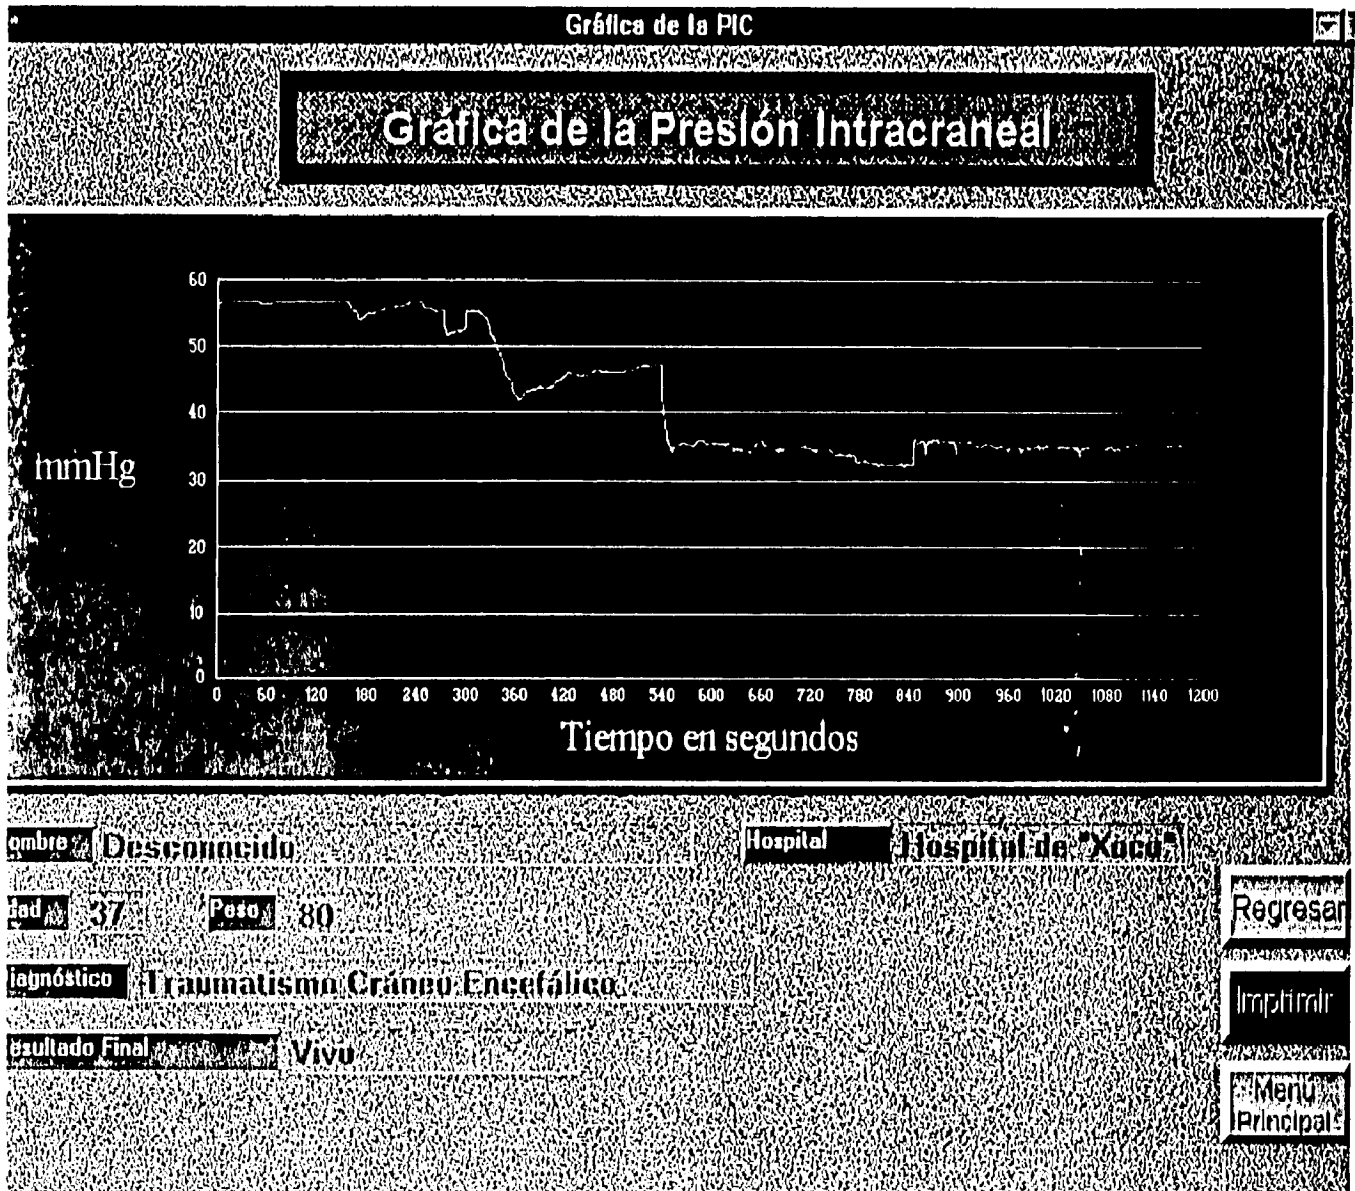 Gráfica de la PIC
Gráfica de la Presión Intracraneal
60
50
40
mmHg
30
20
10
0
0 60 120 180 240 300 360 420 480 540 600 660 720 780 840 900 960 1020 1080 1140 1200
Tiempo en segundos
ombre Desconocido Hospital Hospital de "Xoco"
dad 37 Peso 80
Regresar
iagnóstico Traumatismo Craneo Encefálico.
Imprimir
esultado Final Vivo
Menú
Principal